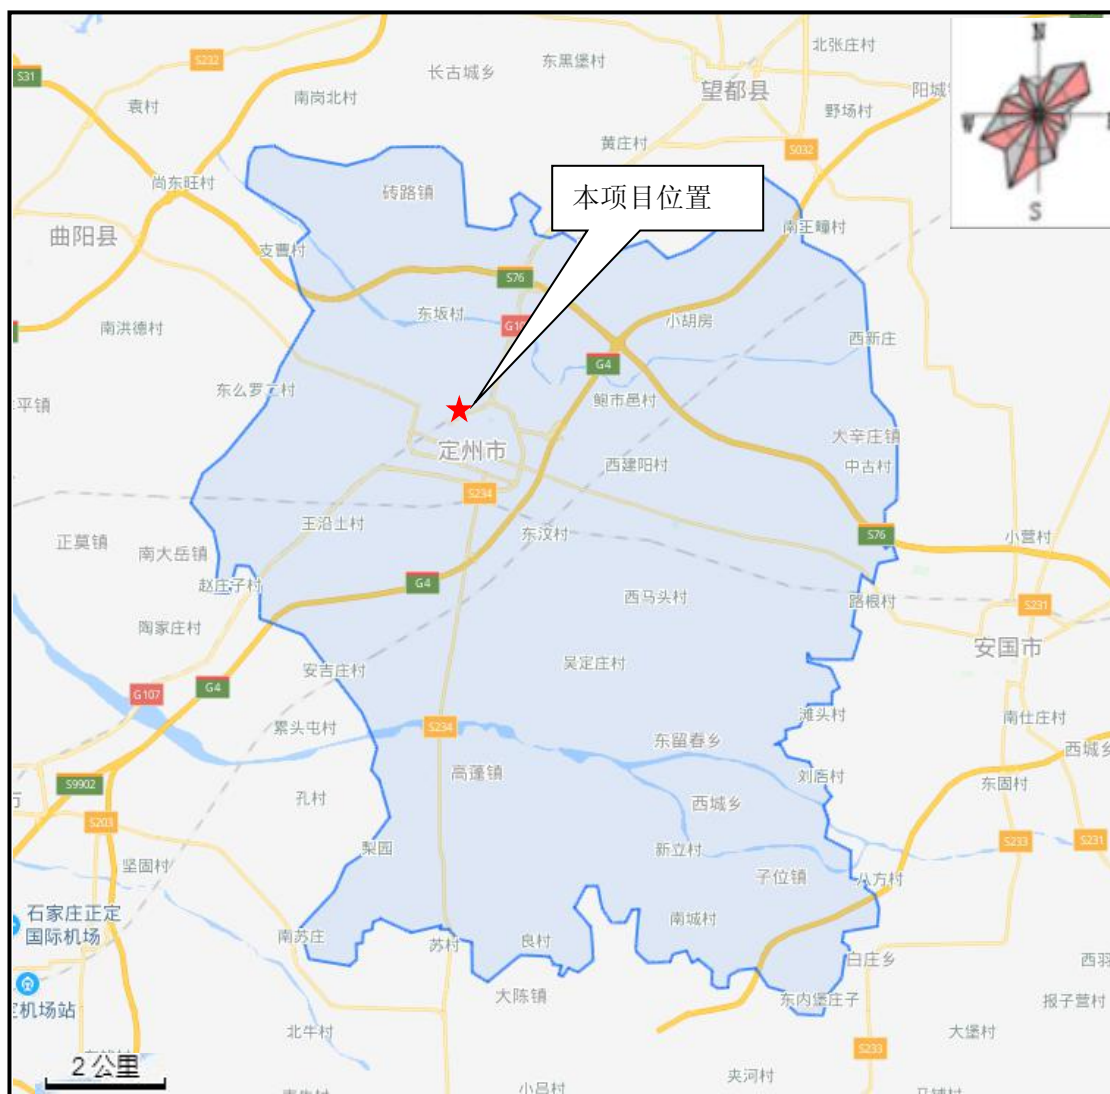 S232
北张庄村
N
东黑堡村
长古城乡
S31
望都县
阳城
袁村
南岗北村
野场村
W
黄庄村
S032
尚东旺村
砖路镇
本项目位置
S
曲阳县
南王疃村
支曹村
S76
东坂村
小胡房
南洪德村
西新庄
G4
东么罗二村
鲍市邑村
平镇
大辛庄镇
定州市
西建阳村
中古村
S234
王沿土村
东汶村
S76
小营村
正莫镇
南大岳镇
G4
赵庄子村
西马头村
路根村
S231
陶家庄村
安国市
吴定庄村
安吉庄村
G4
G107
滩头村
南仕庄村
累头屯村
S234
东留春乡
西城乡
高蓬镇
S9902
东固村
孔村
西城乡
S203
S233
S231
梨园
新立村
坚固村
子位镇
八方村
石家庄正定
国际机场
南城村
南苏庄
苏村
良村
白庄乡
西羽
大陈镇
东内堡庄子
报子营村
机场站
北牛村
大堡村
S233
2 公里
夹河村
小吕村